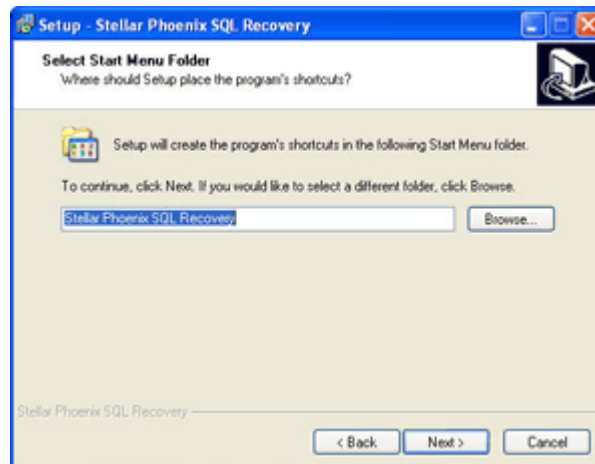 Setup - Stellar Phoenix SQL Recovery
Select Start Menu Folder
Where should Setup place the program's shortcuts?
Setup will create the program's shortcuts in the following Start Menu folder.
To continue, click Next. If you would like to select a different folder, click Browse.
Stellar Phoenix SQL Recovery
Browse...
Stellar Phoenix SQL Recovery
< Back
Next >
Cancel